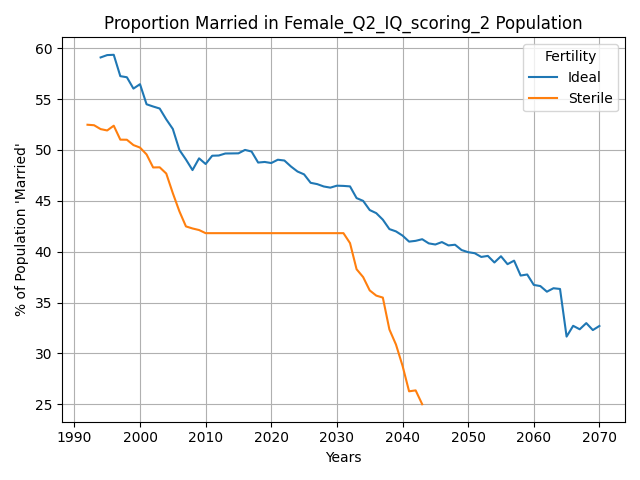 Proportion Married in Female_Q2_IQ_scoring_2 Population
% of Population 'Married'
60
55
50
45
40
35
30
25
Fertility
Ideal
Sterile
1990 2000 2010 2020 2030 2040 2050 2060 2070
Years